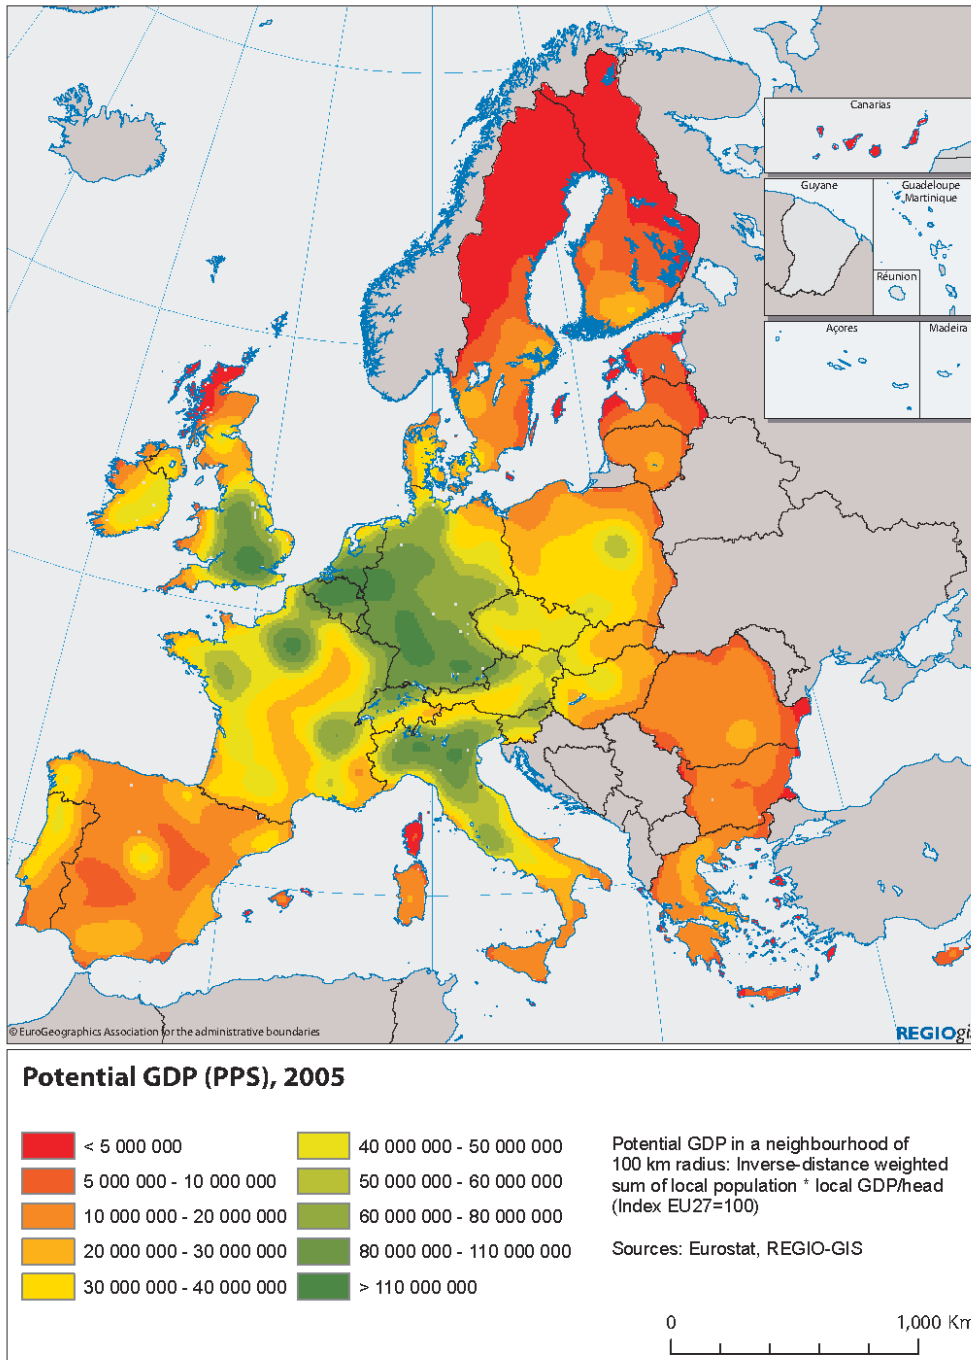 Canarias
Guyane
Guadeloupe
Martinique
Réunion
Açores
Madeira
© EuroGeographics Association for the administrative boundaries
REGIOgis
Potential GDP (PPS), 2005
< 5 000 000
5 000 000 - 10 000 000
10 000 000 - 20 000 000
20 000 000 - 30 000 000
30 000 000 - 40 000 000
40 000 000 - 50 000 000
50 000 000 - 60 000 000
60 000 000 - 80 000 000
80 000 000 - 110 000 000
> 110 000 000
Potential GDP in a neighbourhood of
100 km radius: Inverse-distance weighted
sum of local population * local GDP/head
(Index EU27=100)
Sources: Eurostat, REGIO-GIS
0
1,000 Km